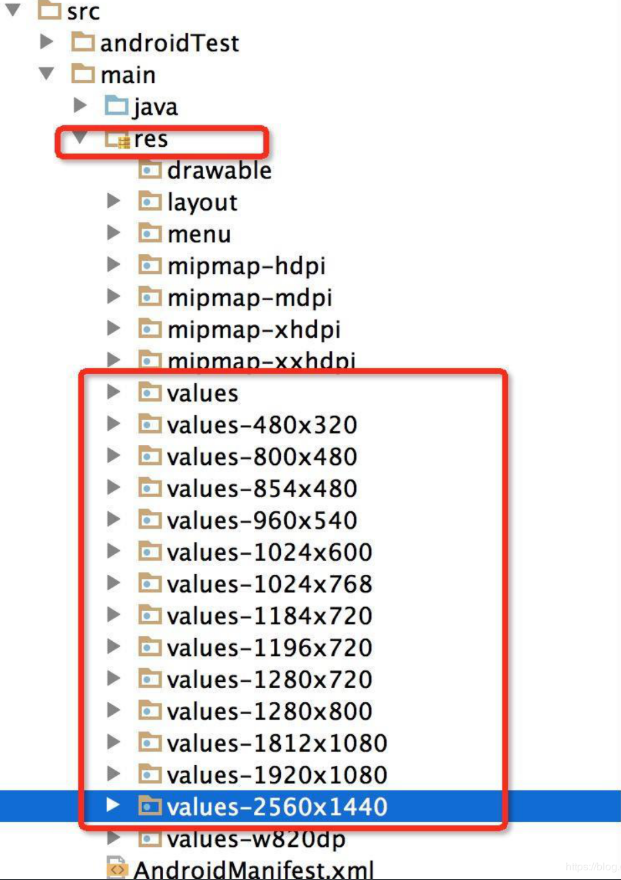 src
androidTest
main
java
res
drawable
layout
menu
mipmap-hdpi
mipmap-mdpi
mipmap-xhdpi
mipmap-xxhdpi
values
values-480x320
values-800x480
values-854x480
values-960x540
values-1024x600
values-1024x768
values-1184x720
values-1196x720
values-1280x720
values-1280x800
values-1812x1080
values-1920x1080
values-2560x1440
values-w820dp
AndroidManifest.xml
https://blog.